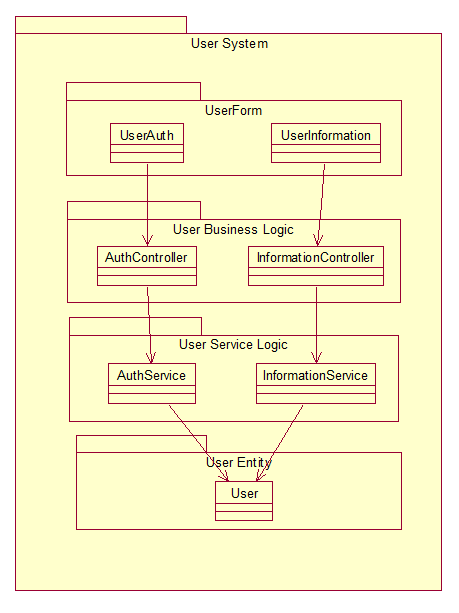 User System
UserForm
UserAuth
UserInformation
User Business Logic
AuthController
InformationController
User Service Logic
AuthService
InformationService
User Entity
User